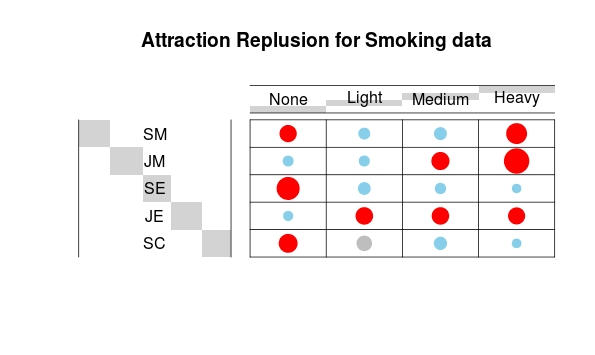 Attraction Replusion for Smoking data
None Light Medium Heavy
SM
JM
SE
JE
SC